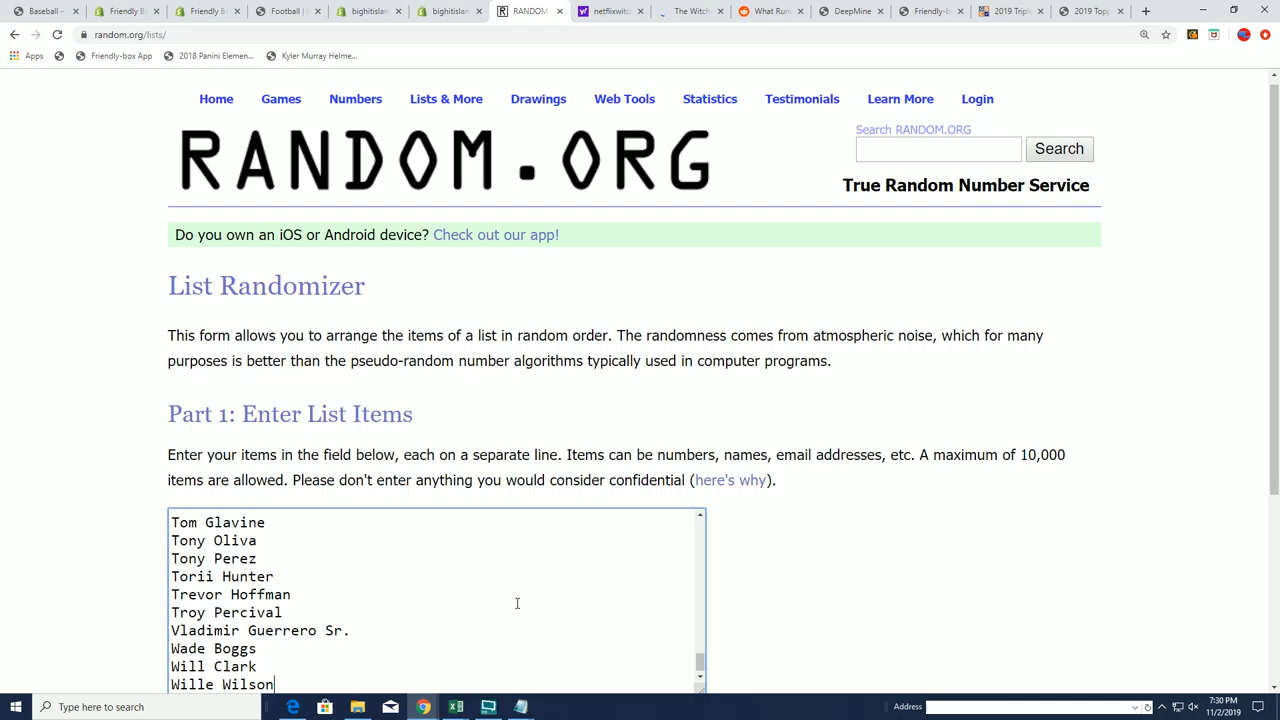 Baseball –
Friendly B
Friendly B
Football |
bighitislan
bighitislan
RANDOM
netflixwitc
The Witch
What Run
DeepMine
Friendly-b
2019 Tripl
2019 Topp
random.org/lists/
Apps
Friendly-box App
2018 Panini Elemen...
Kyler Murray Helme...
Home Games Numbers Lists & More Drawings Web Tools Statistics Testimonials Learn More Login
RANDOM.ORG
Search RANDOM.ORG
Search
True Random Number Service
Do you own an iOS or Android device? Check out our app!
List Randomizer
This form allows you to arrange the items of a list in random order. The randomness comes from atmospheric noise, which for many
purposes is better than the pseudo-random number algorithms typically used in computer programs.
Part 1: Enter List Items
Enter your items in the field below, each on a separate line. Items can be numbers, names, email addresses, etc. A maximum of 10,000
items are allowed. Please don't enter anything you would consider confidential (here's why).
Tom Glavine
Tony Oliva
Tony Perez
Torii Hunter
Trevor Hoffman
Troy Percival
Vladimir Guerrero Sr.
Wade Boggs
Will Clark
Wille Wilson
Type here to search
Address
7:30 PM
11/2/2019